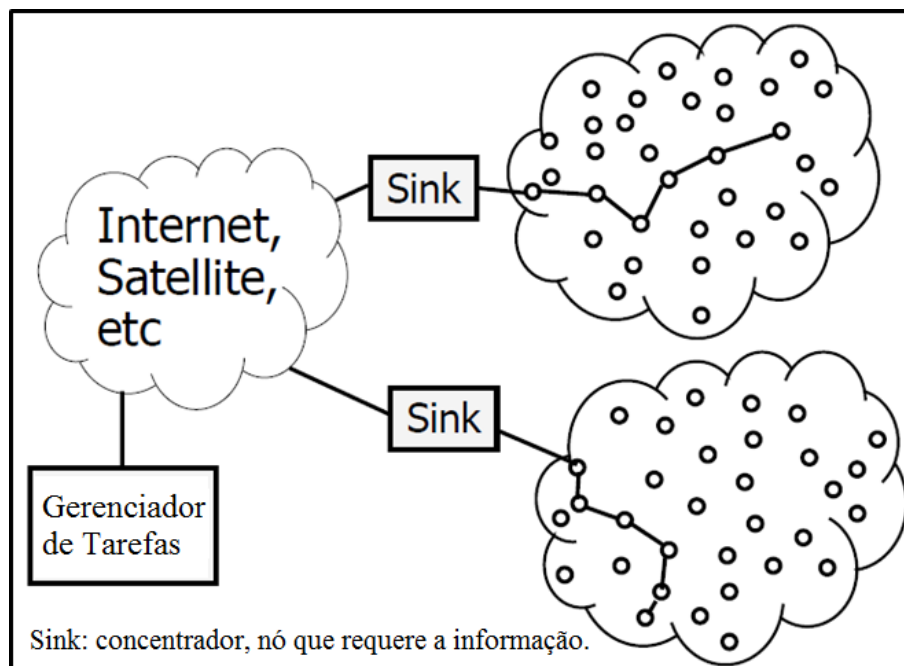 Internet,
Satellite,
etc
Sink
Sink
Gerenciador
de Tarefas
Sink: concentrador, nó que requere a informação.